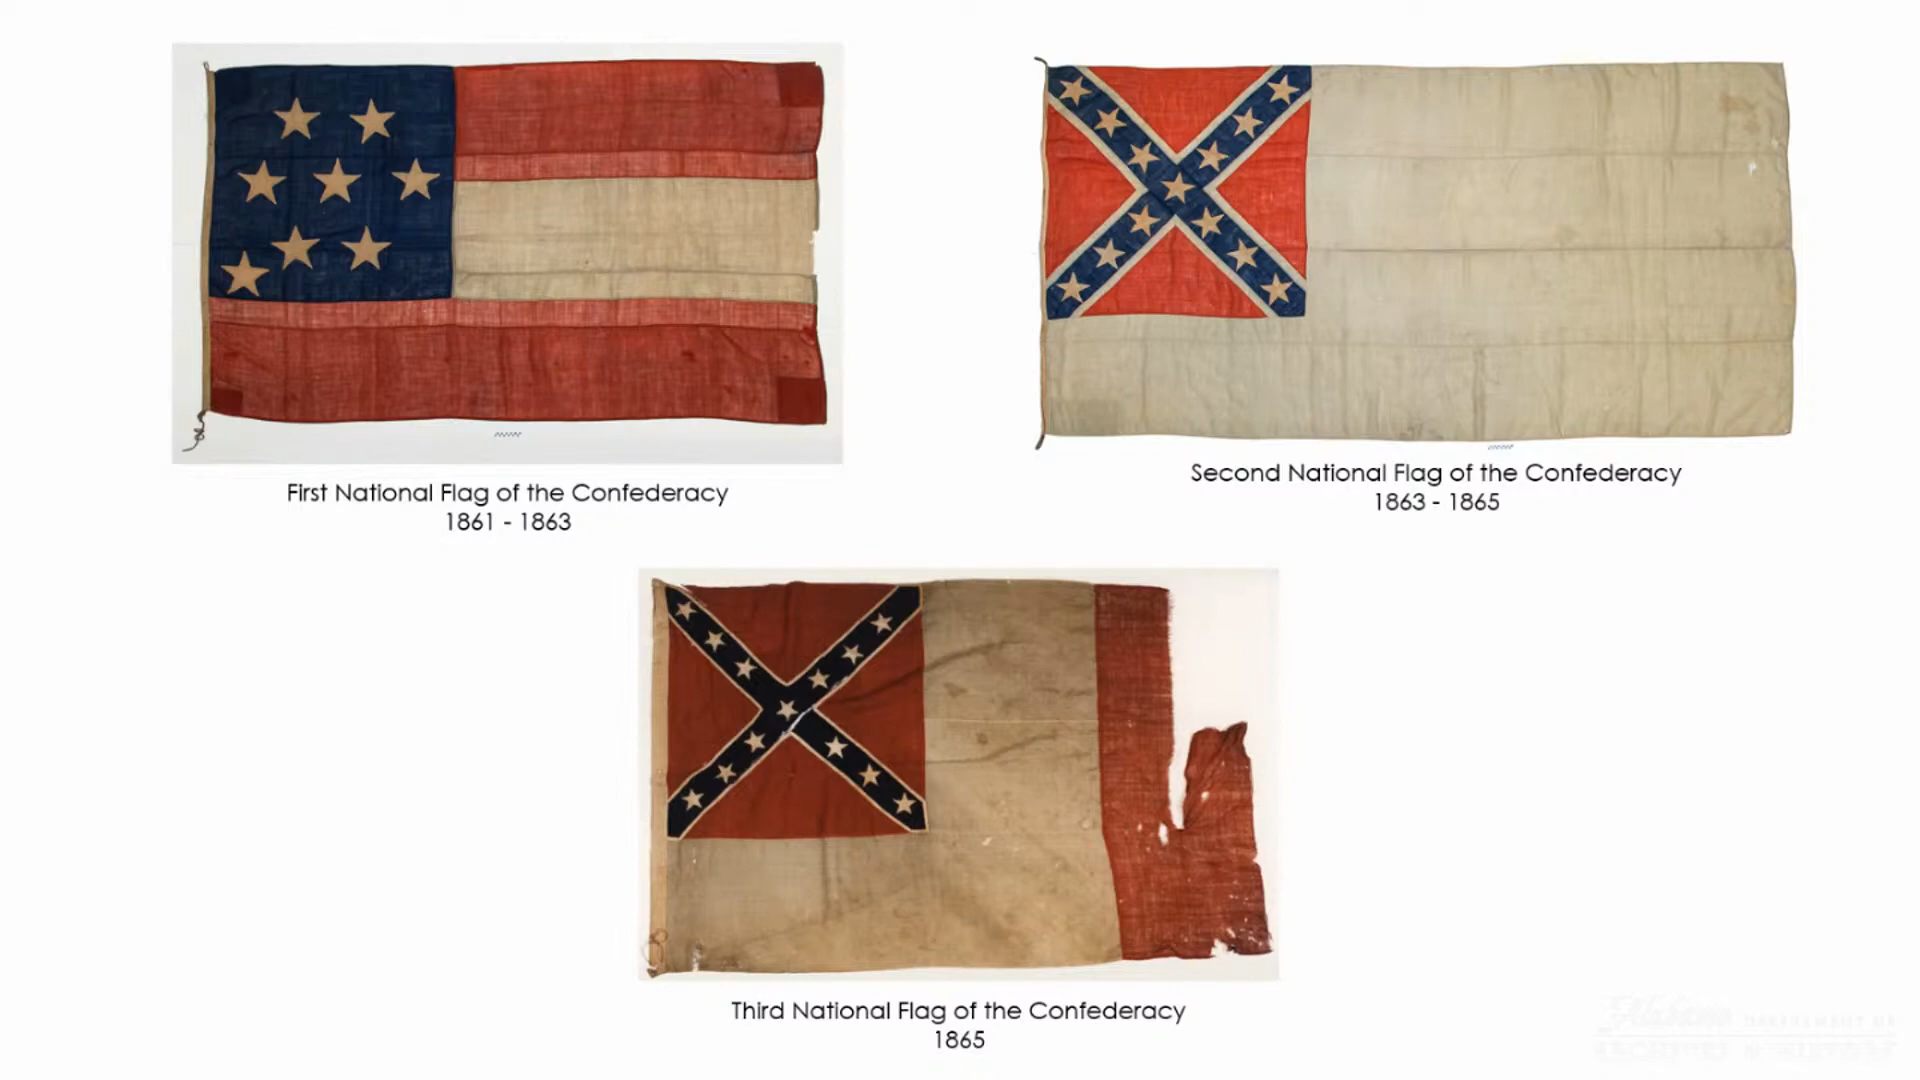 First National Flag of the Confederacy
1861 - 1863
Second National Flag of the Confederacy
1863 - 1865
Third National Flag of the Confederacy
1865